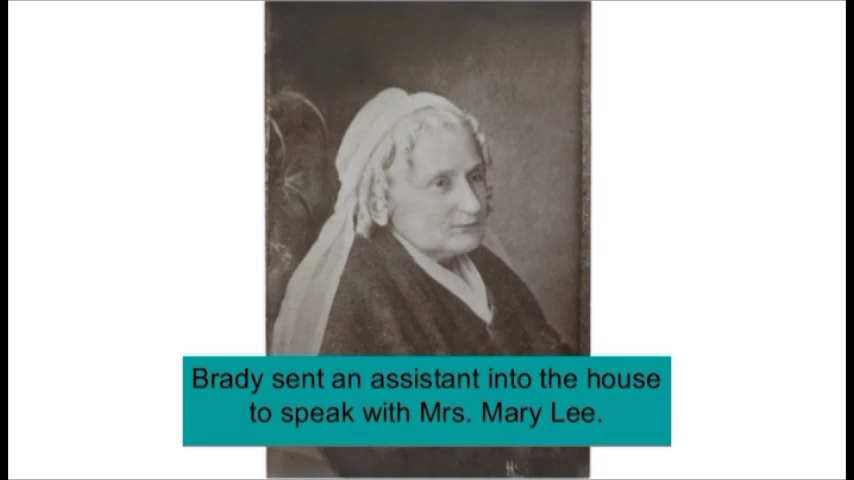 Brady sent an assistant into the house
to speak with Mrs. Mary Lee.